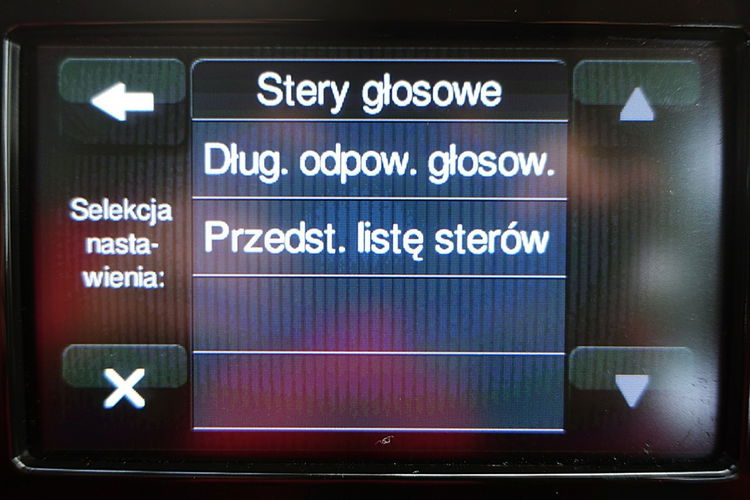 Stery głosowe
Dług. odpow. głosow.
Przedst. listę sterów
Selekcja
nasta-
wienia: